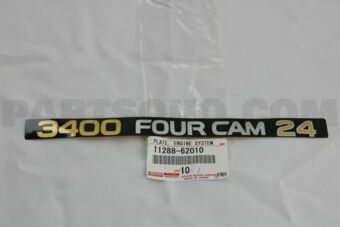 PARTSOUQ.COM
3400 FOUR CAM 24
PLATE, ENGINE SYSTEM
11288-62010
10